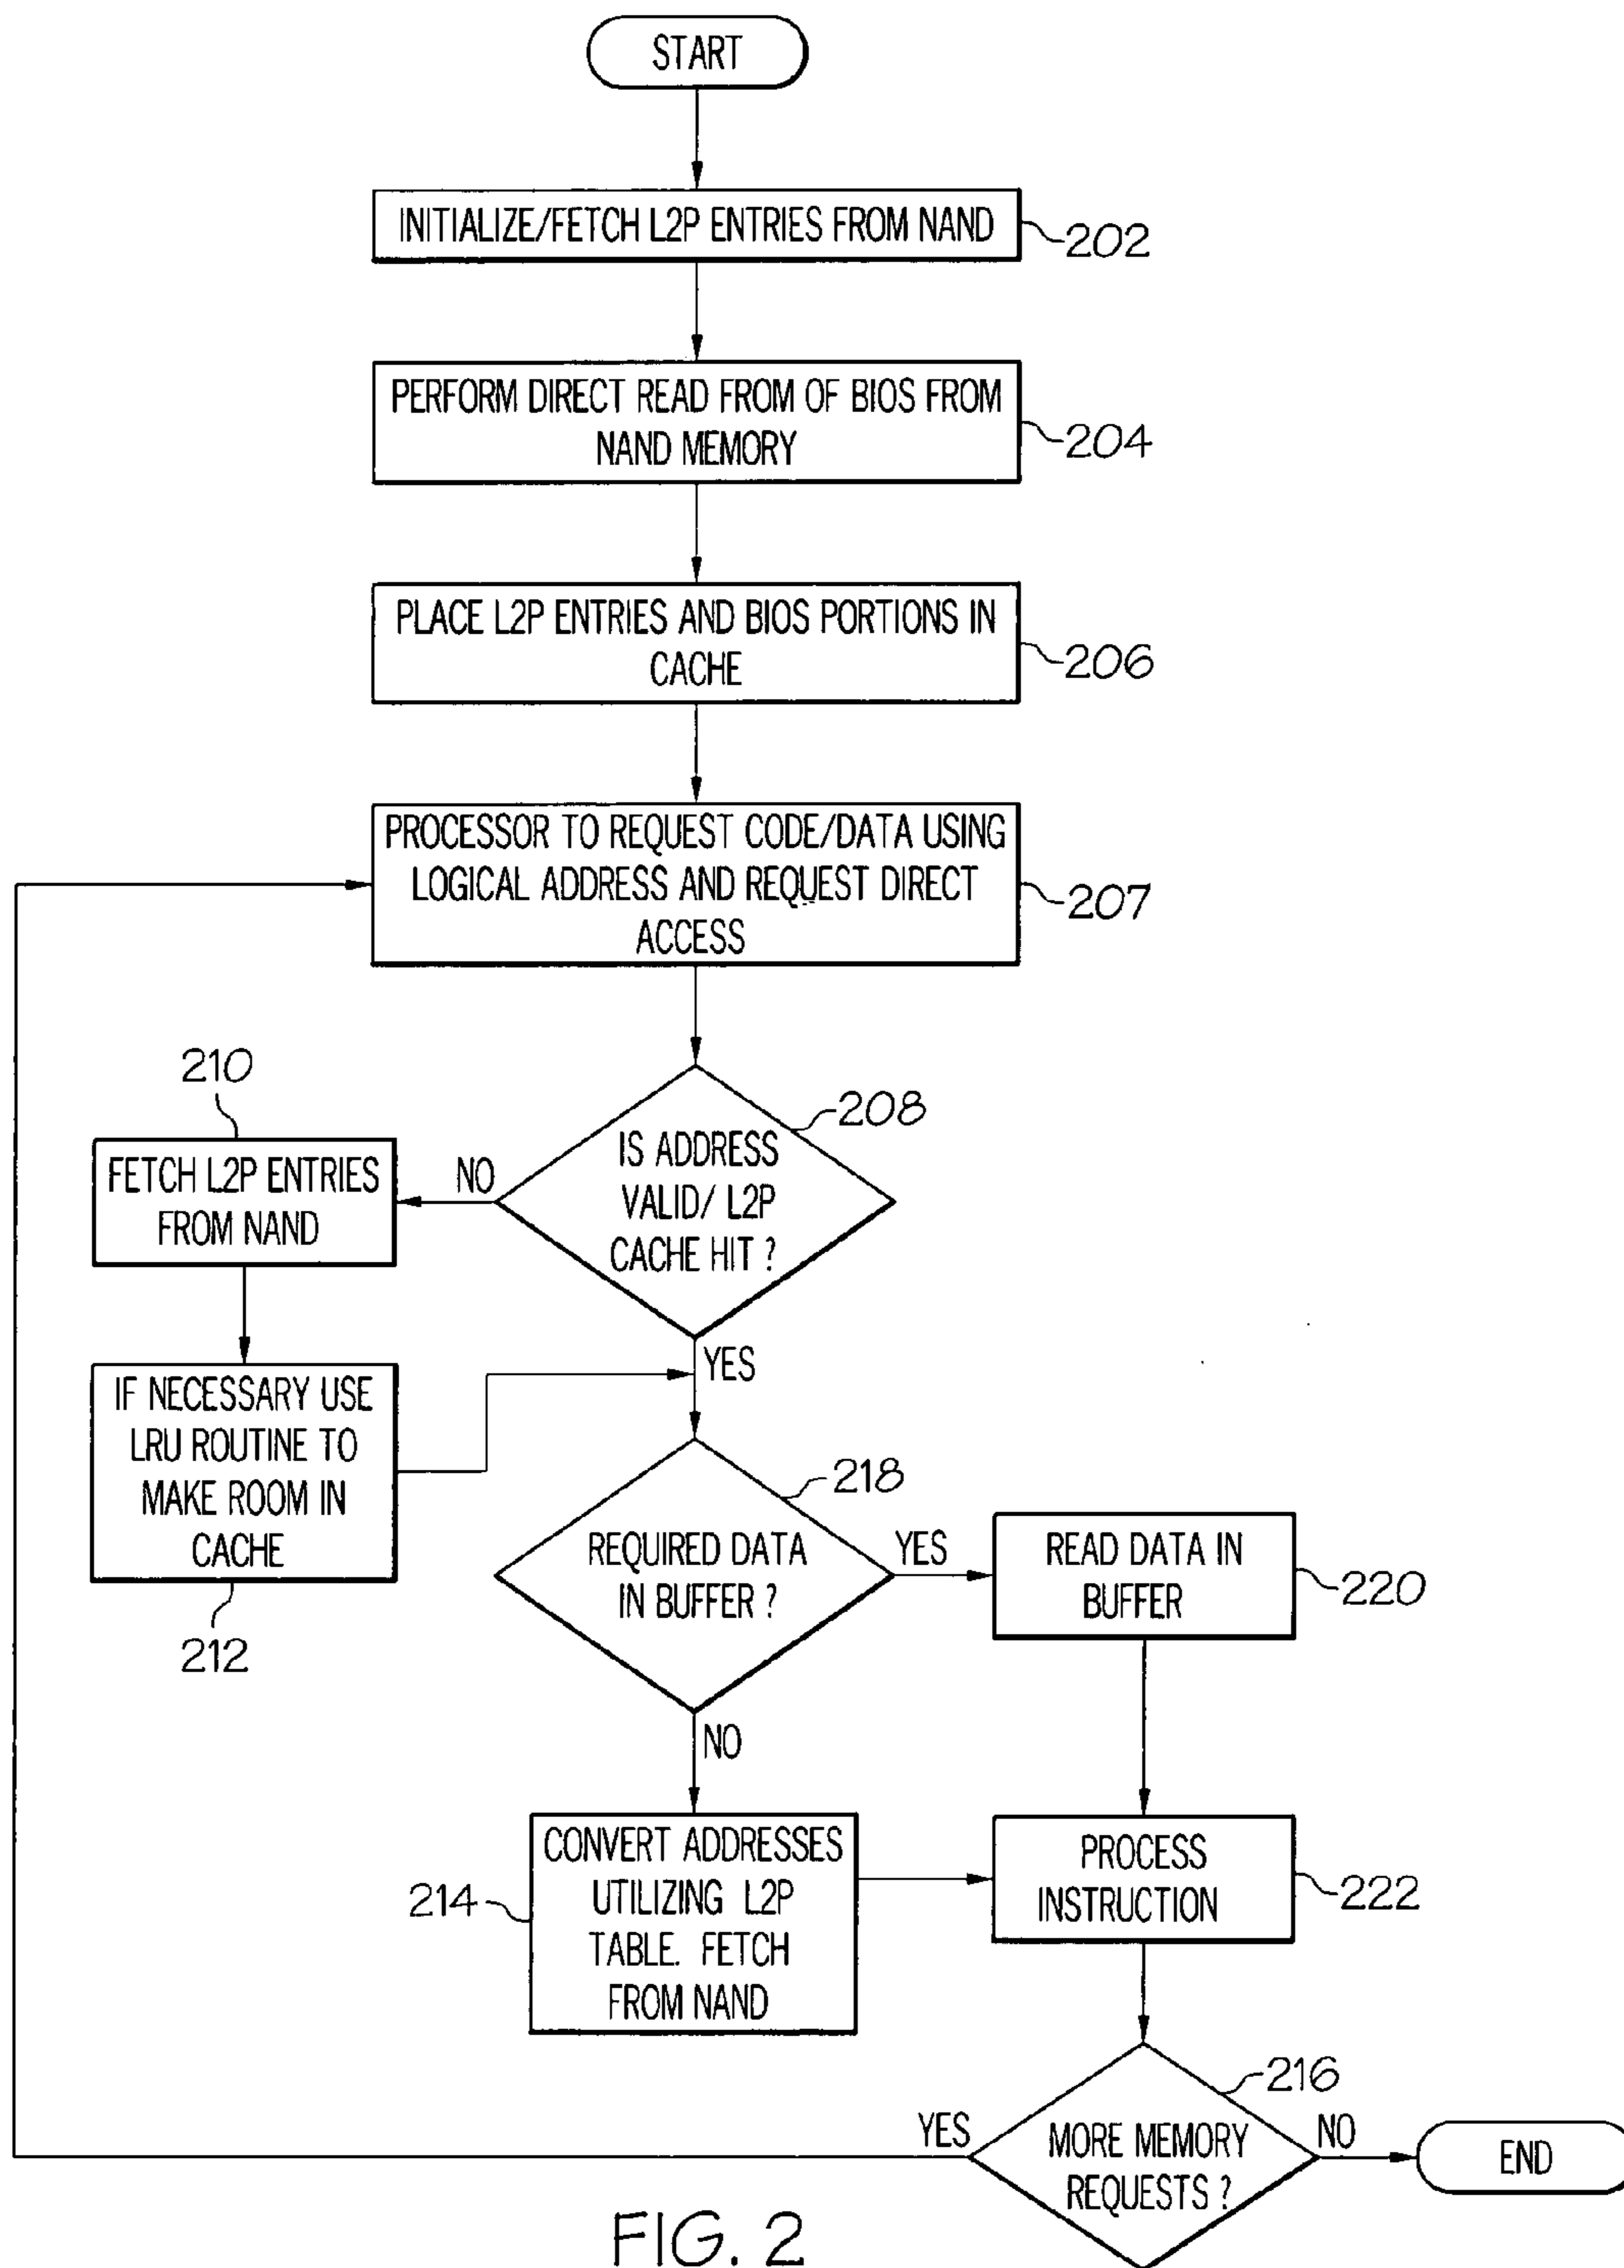 START
INITIALIZE/FETCH L2P ENTRIES FROM NAND
202
PERFORM DIRECT READ FROM OF BIOS FROM
NAND MEMORY
204
PLACE L2P ENTRIES AND BIOS PORTIONS IN
CACHE
206
PROCESSOR TO REQUEST CODE/DATA USING
LOGICAL ADDRESS AND REQUEST DIRECT
ACCESS
207
208
IS ADDRESS
VALID/ L2P
CACHE HIT ?
NO
210
FETCH L2P ENTRIES
FROM NAND
IF NECESSARY USE
LRU ROUTINE TO
MAKE ROOM IN
CACHE
212
YES
218
REQUIRED DATA
IN BUFFER ?
YES
READ DATA IN
BUFFER
220
NO
CONVERT ADDRESSES
UTILIZING L2P
TABLE. FETCH
FROM NAND
214
PROCESS
INSTRUCTION
222
216
MORE MEMORY
REQUESTS ?
YES
NO
END
FIG. 2